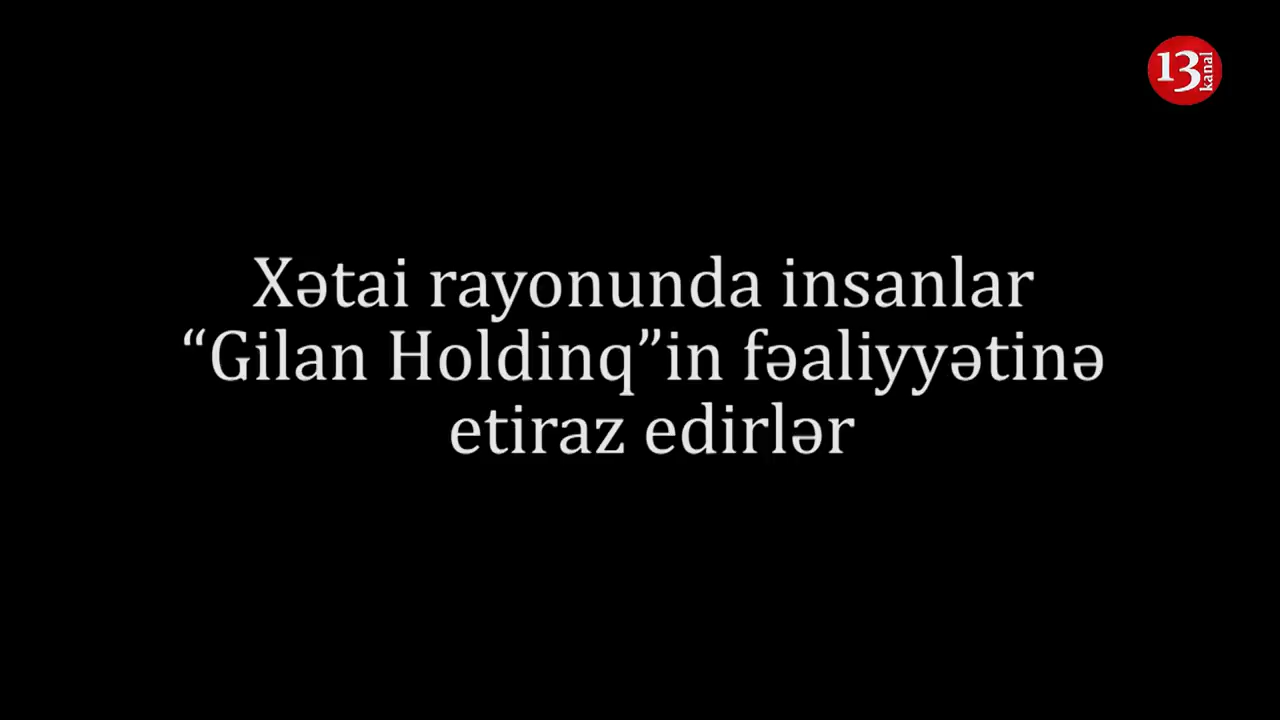 13 kanal
Xətai rayonunda insanlar
“Gilan Holdinq”in fəaliyyətinə
etiraz edirlər